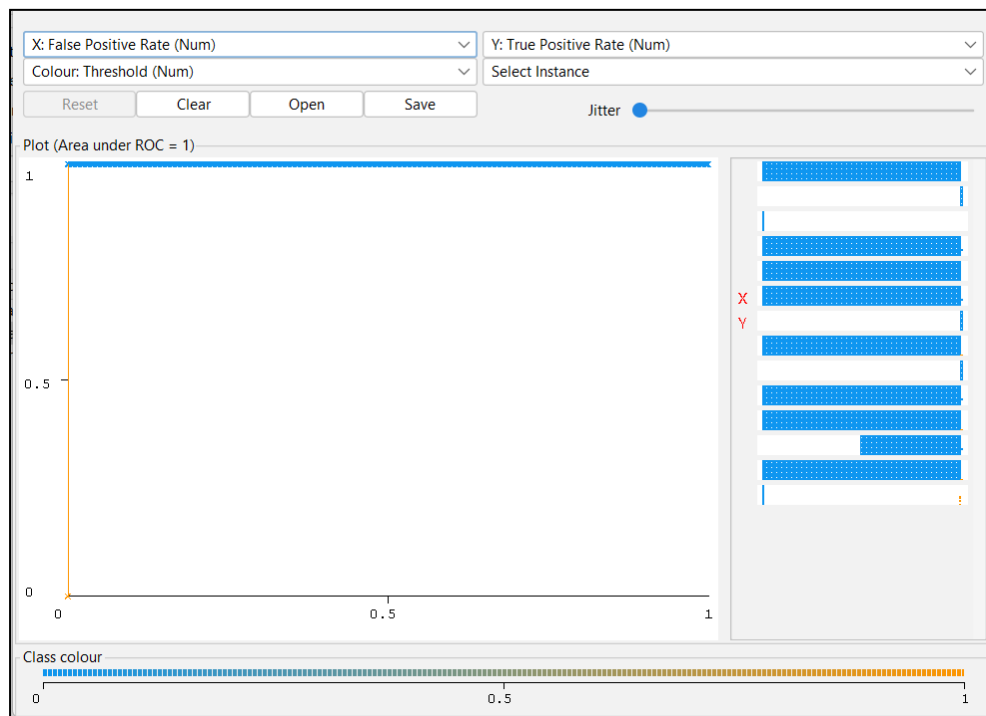 X: False Positive Rate (Num) Y: True Positive Rate (Num)
Colour: Threshold (Num) Select Instance
Reset Clear Open Save Jitter
Plot (Area under ROC = 1)
1
X
Y
0.5
0
0 0.5 1
Class colour
0 0.5 1